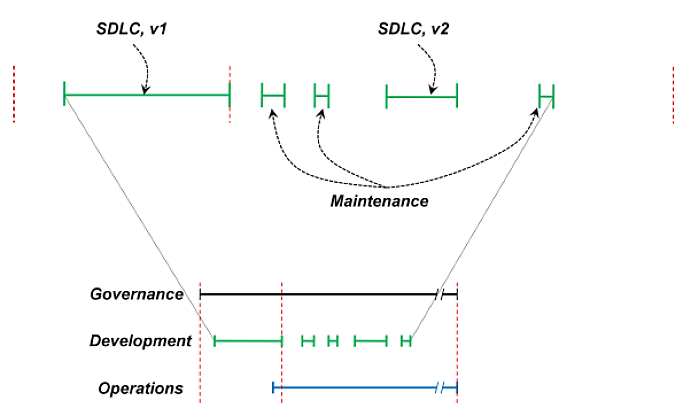 SDLC, v1
SDLC, v2
Maintenance
Governance
Development
Operations